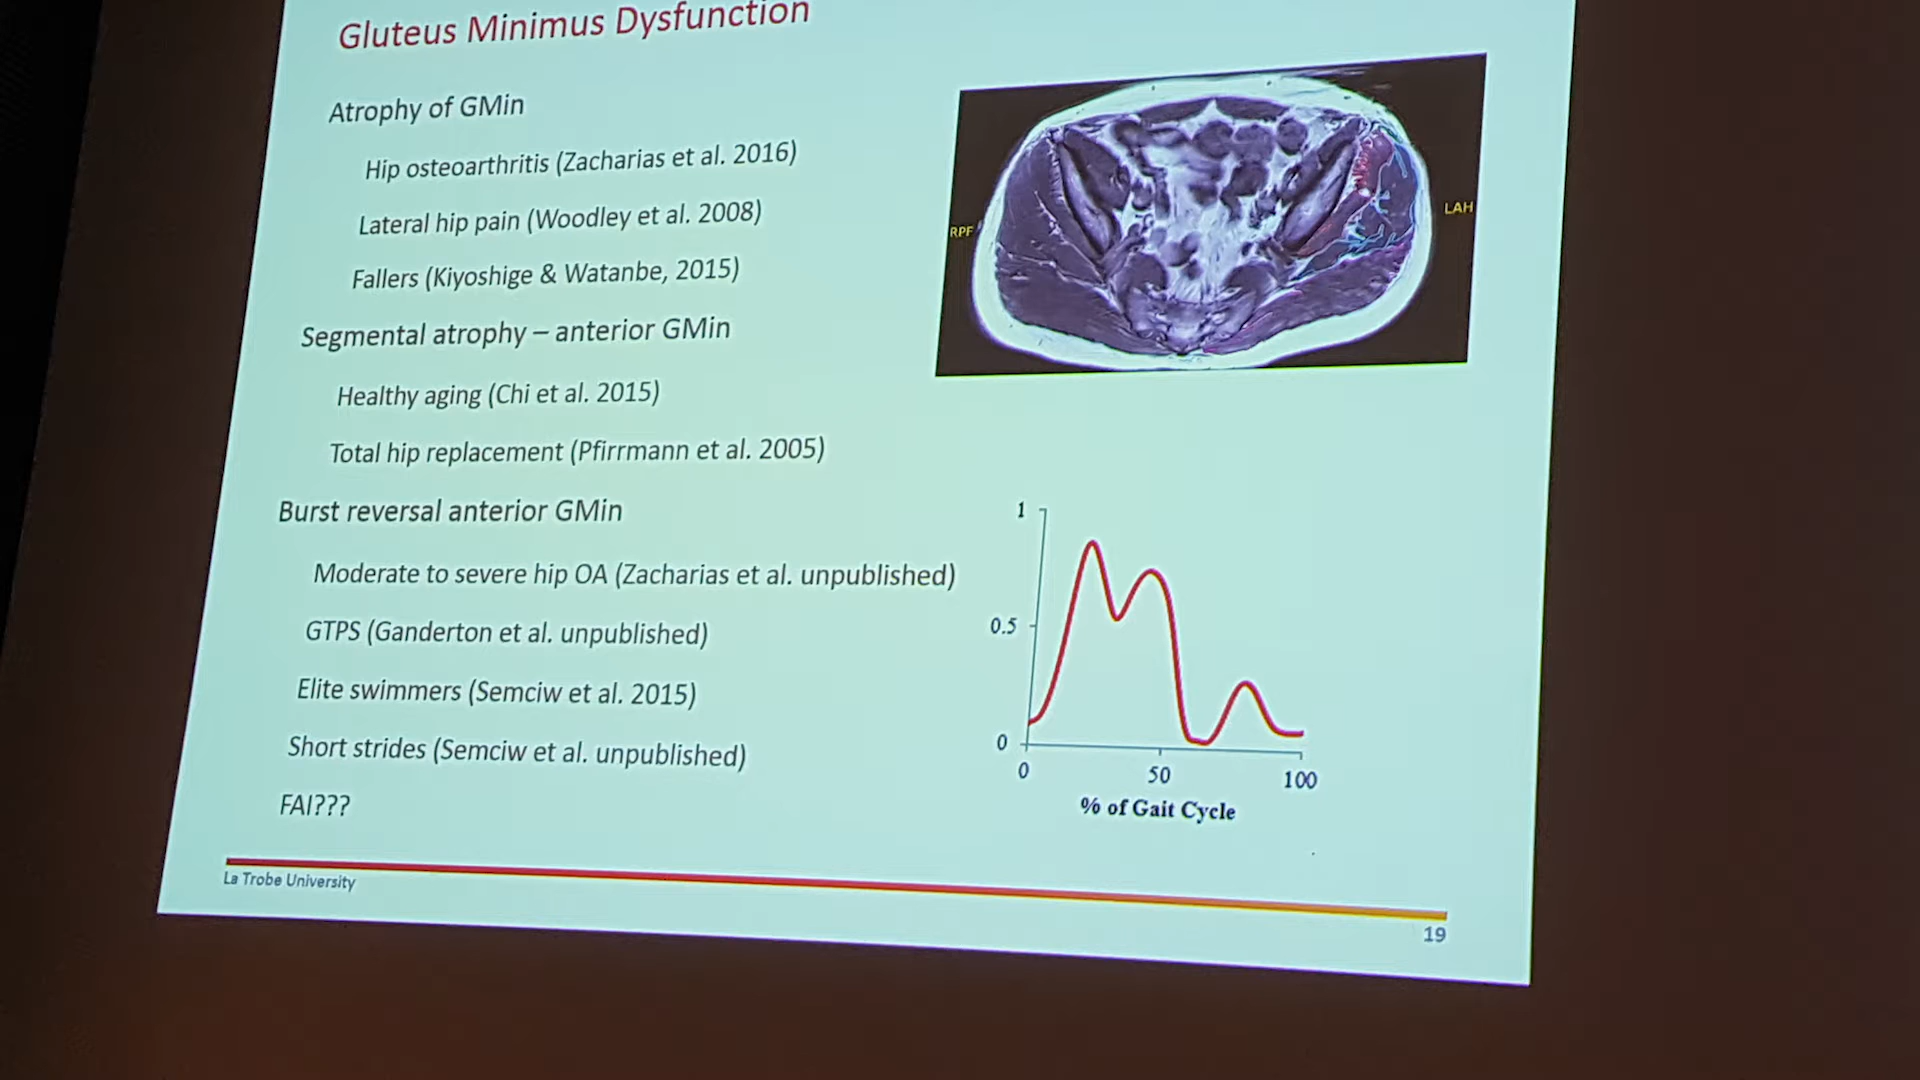 Gluteus Minimus Dysfunction
Atrophy of GMin
Hip osteoarthritis (Zacharias et al. 2016)
Lateral hip pain (Woodley et al. 2008)
Fallers (Kiyoshige & Watanbe, 2015)
Segmental atrophy – anterior GMin
Healthy aging (Chi et al. 2015)
Total hip replacement (Pfirrmann et al. 2005)
Burst reversal anterior GMin
Moderate to severe hip OA (Zacharias et al. unpublished)
GTPS (Ganderton et al. unpublished)
Elite swimmers (Semciw et al. 2015)
Short strides (Semciw et al. unpublished)
FAI???
RPF
LAH
1
0.5
0
0 50 100
% of Gait Cycle
La Trobe University
19